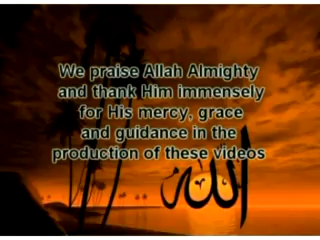 We praise Allah Almighty
and thank Him immensely
for His mercy, grace
and guidance in the
production of these videos
الله